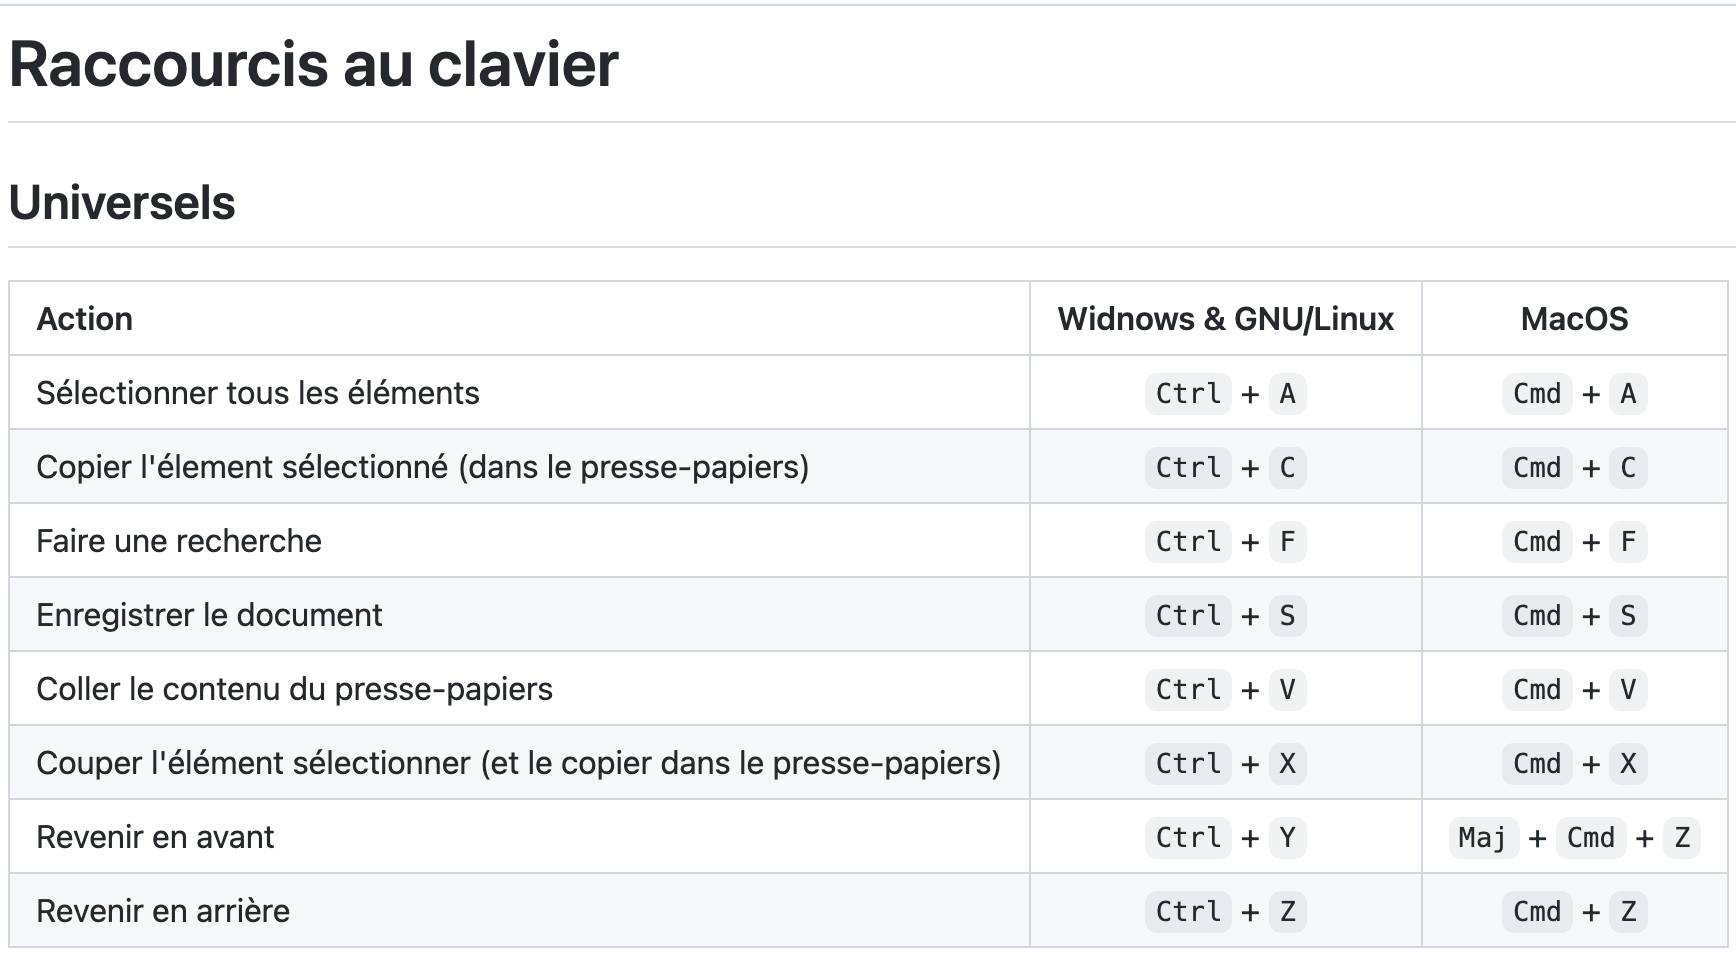 Raccourcis au clavier
Universels
Action Widnows & GNU/Linux MacOS
Sélectionner tous les éléments Ctrl + A Cmd + A
Copier l'élement sélectionné (dans le presse-papiers) Ctrl + C Cmd + C
Faire une recherche Ctrl + F Cmd + F
Enregistrer le document Ctrl + S Cmd + S
Coller le contenu du presse-papiers Ctrl + V Cmd + V
Couper l'élément sélectionner (et le copier dans le presse-papiers) Ctrl + X Cmd + X
Revenir en avant Ctrl + Y Maj + Cmd + Z
Revenir en arrière Ctrl + Z Cmd + Z